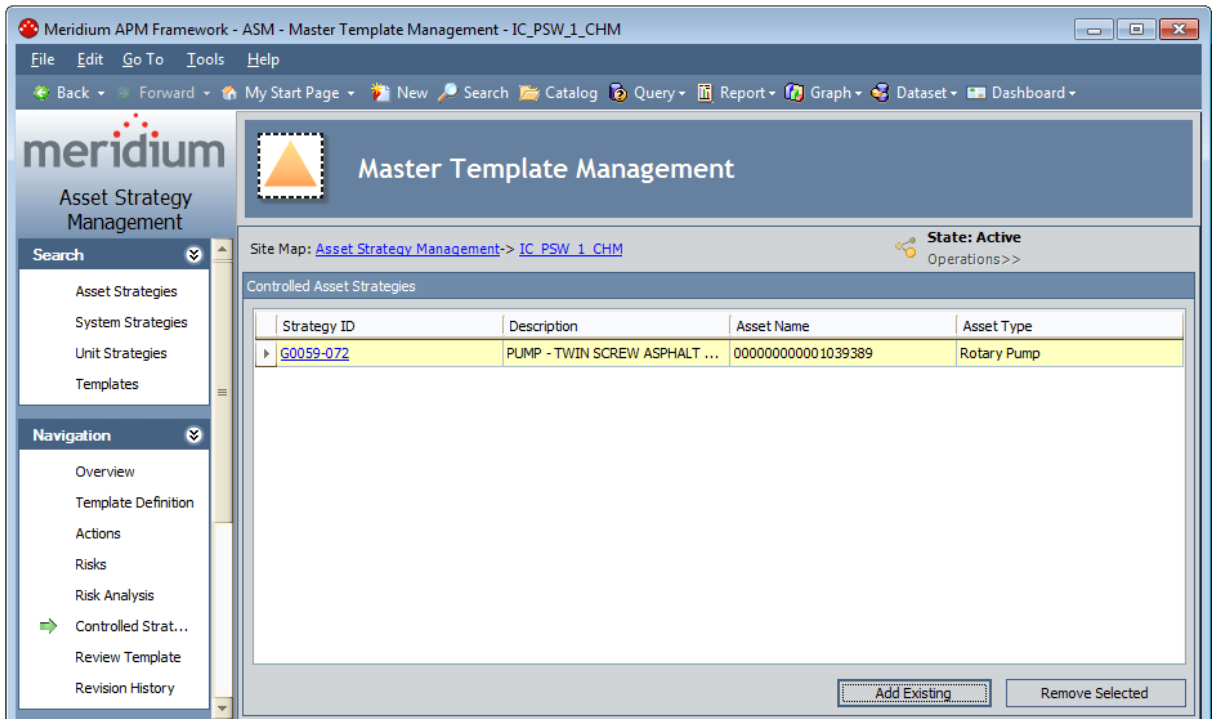 Meridium APM Framework - ASM - Master Template Management - IC_PSW_1_CHM
File Edit Go To Tools Help
Back Forward My Start Page New Search Catalog Query Report Graph Dataset Dashboard
meridium
Asset Strategy
Management
Master Template Management
Site Map: Asset Strategy Management-> IC_PSW_1_CHM
State: Active
Operations>>
Search
Asset Strategies
System Strategies
Unit Strategies
Templates
Navigation
Overview
Template Definition
Actions
Risks
Risk Analysis
Controlled Strat...
Review Template
Revision History
Controlled Asset Strategies
Strategy ID Description Asset Name Asset Type
G0059-072 PUMP - TWIN SCREW ASPHALT ... 000000000001039389 Rotary Pump
Add Existing Remove Selected